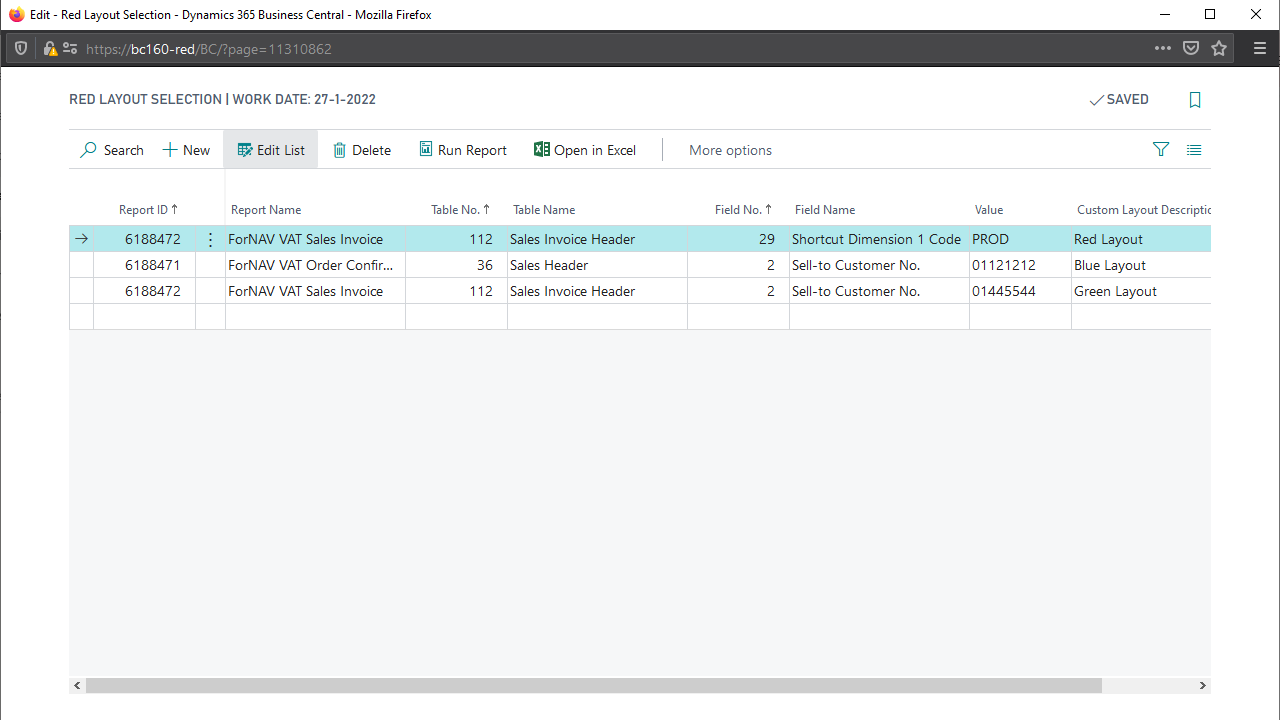 Edit - Red Layout Selection - Dynamics 365 Business Central - Mozilla Firefox
https://bc160-red/BC/?page=11310862
RED LAYOUT SELECTION | WORK DATE: 27-1-2022
SAVED
Search New Edit List Delete Run Report Open in Excel More options
Report ID ↑ Report Name Table No. ↑ Table Name Field No. ↑ Field Name Value Custom Layout Descriptio
6188472 ForNAV VAT Sales Invoice 112 Sales Invoice Header 29 Shortcut Dimension 1 Code PROD Red Layout
6188471 ForNAV VAT Order Confir... 36 Sales Header 2 Sell-to Customer No. 01121212 Blue Layout
6188472 ForNAV VAT Sales Invoice 112 Sales Invoice Header 2 Sell-to Customer No. 01445544 Green Layout